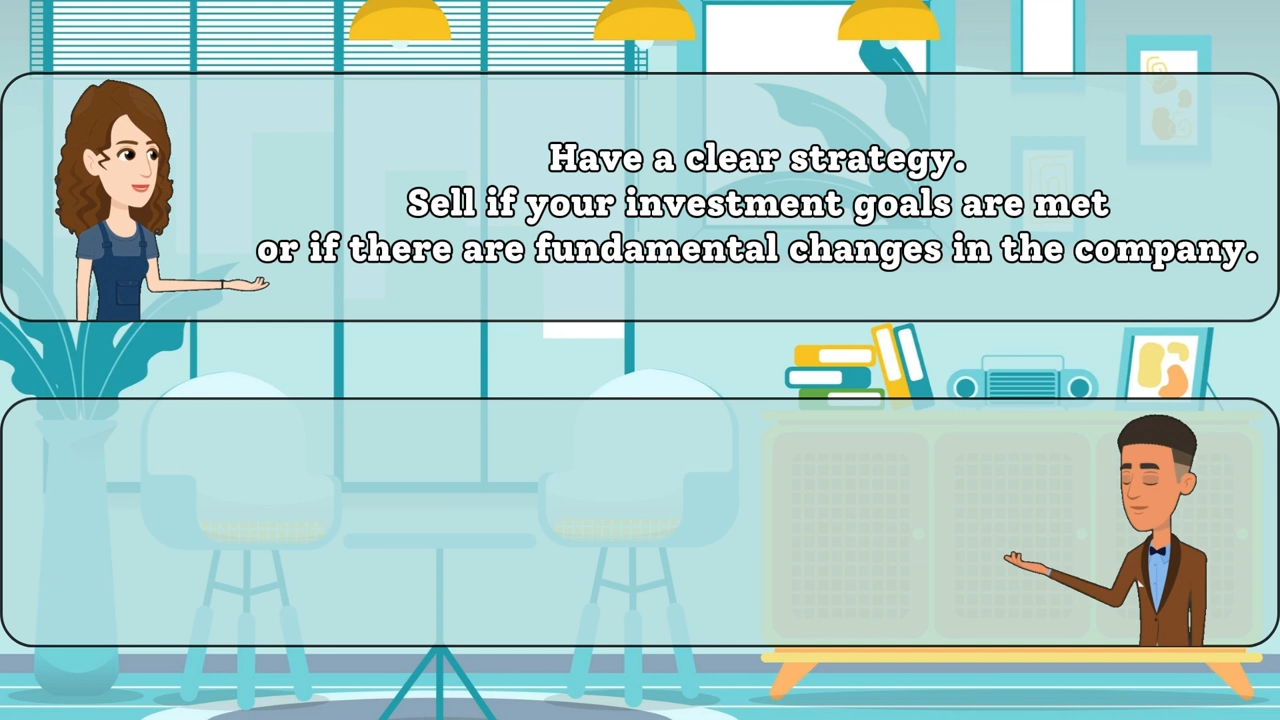 Have a clear strategy.
Sell if your investment goals are met
or if there are fundamental changes in the company.